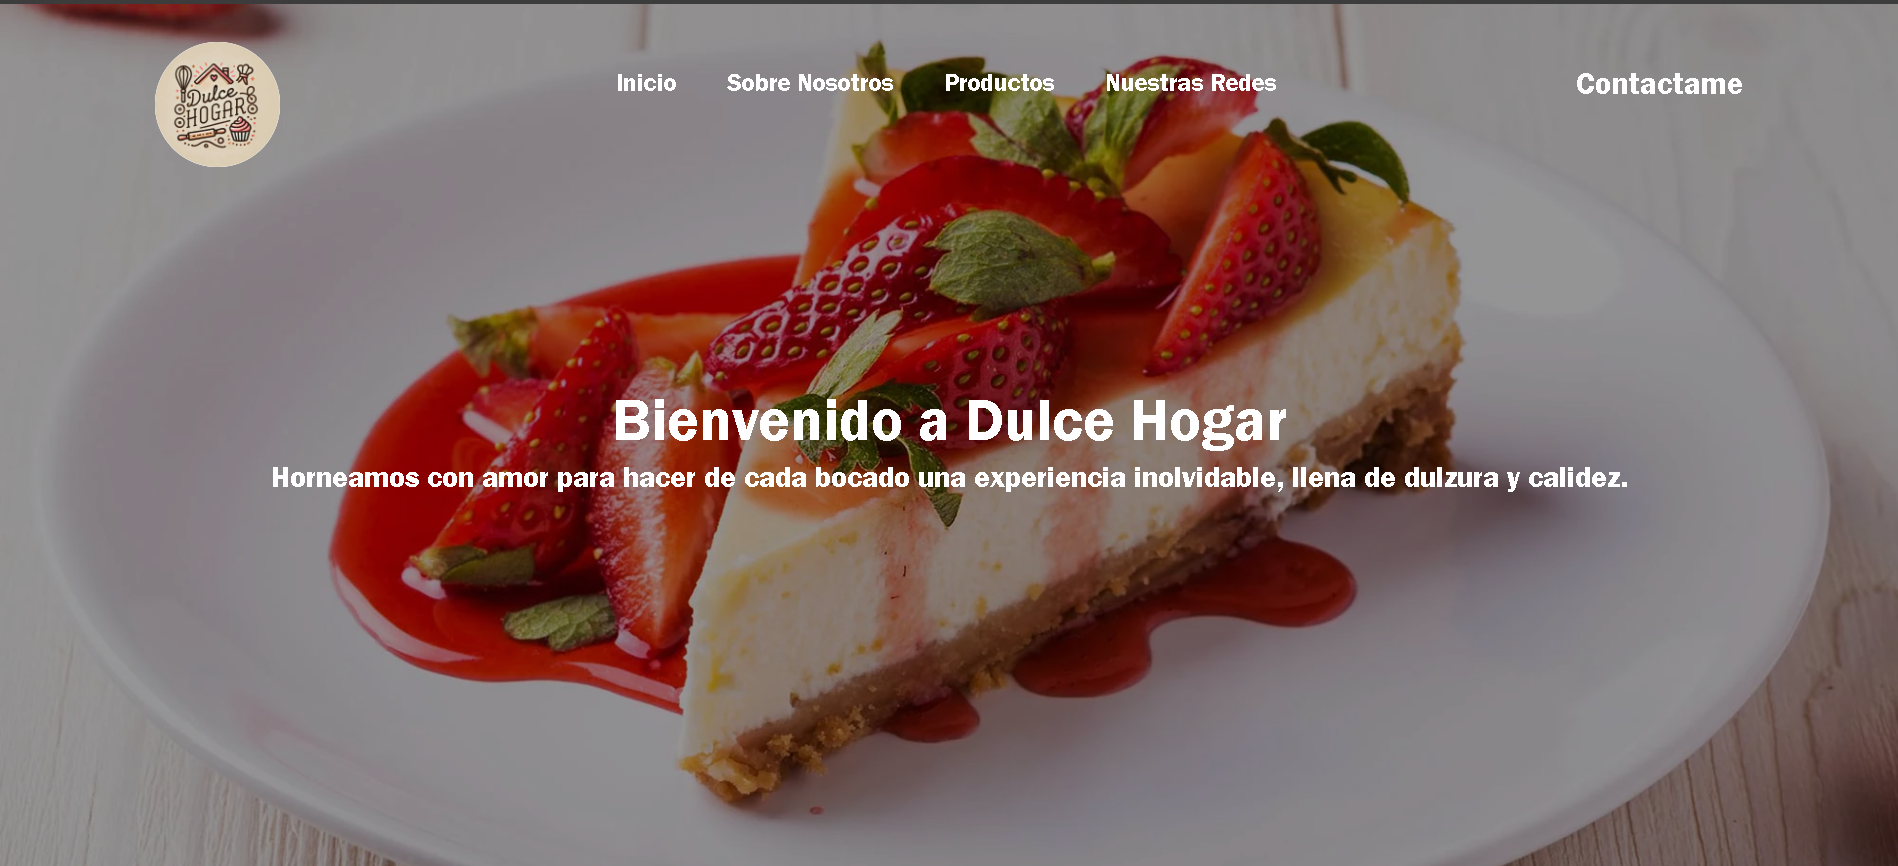 Dulce
HOGAR
Inicio Sobre Nosotros Productos Nuestras Redes Contactame
Bienvenido a Dulce Hogar
Horneamos con amor para hacer de cada bocado una experiencia inolvidable, llena de dulzura y calidez.